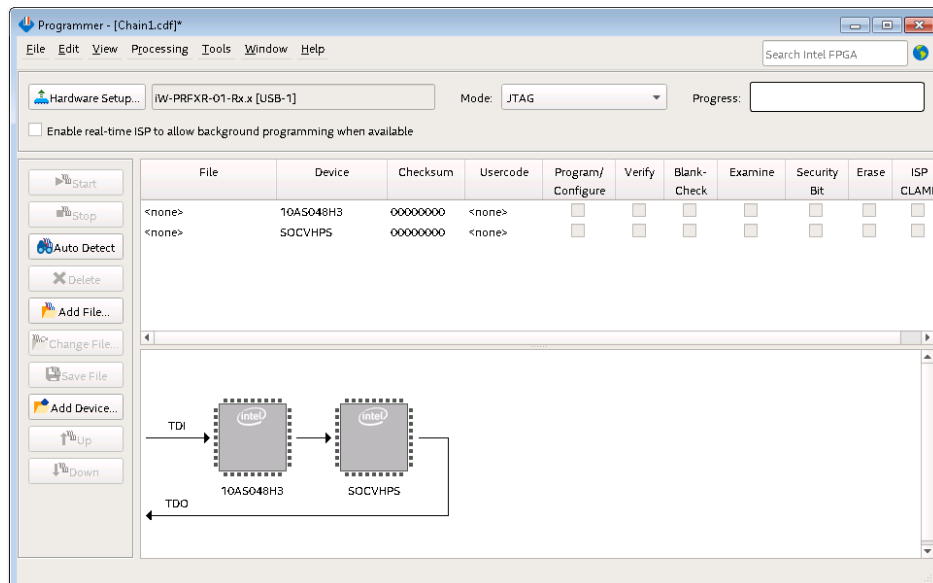 Programmer - [Chain1.cdf]*
File Edit View Processing Tools Window Help
Search Intel FPGA
Hardware Setup... iW-PRFXR-01-Rx.x [USB-1] Mode: JTAG Progress:
Enable real-time ISP to allow background programming when available
Start
Stop
Auto Detect
Delete
Add File...
Change File...
Save File
Add Device...
Up
Down
File Device Checksum Usercode Program/ Verify Blank- Examine Security Erase ISP
Configure Check Bit CLAMP
<none> 10AS048H3 00000000 <none>
<none> SOCVHPS 00000000 <none>
intel intel
TDI
10AS048H3 SOCVHPS
TDO